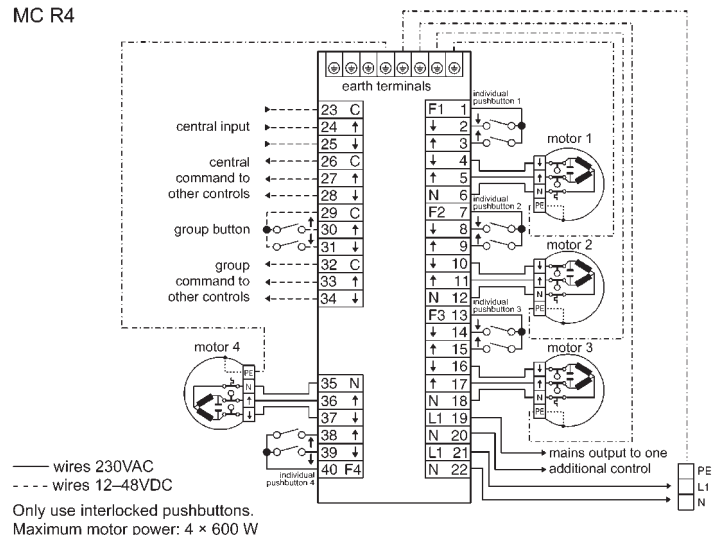 MC R4
earth terminals
23 C
central input 24 ↑
25 ↓
central 26 C
command to 27 ↑
other controls 28 ↓
29 C
group button 30 ↑
31 ↓
group 32 C
command to 33 ↑
other controls 34 ↓
motor 4
PE
N
↑
↓
35 N
36 ↑
37 ↓
38 ↑
39 ↓
40 F4
individual
pushbutton 4
F1 1
↓ 2
↑ 3
↓ 4
↑ 5
N 6
F2 7
↓ 8
↑ 9
↓ 10
↑ 11
N 12
F3 13
↓ 14
↑ 15
↓ 16
↑ 17
N 18
L1 19
N 20
L1 21
N 22
individual
pushbutton 1
motor 1
↓
↑
N
PE
individual
pushbutton 2
motor 2
↓
↑
N
PE
individual
pushbutton 3
motor 3
↓
↑
N
PE
mains output to one
additional control
PE
L1
N
wires 230VAC
wires 12–48VDC
Only use interlocked pushbuttons.
Maximum motor power: 4 × 600 W